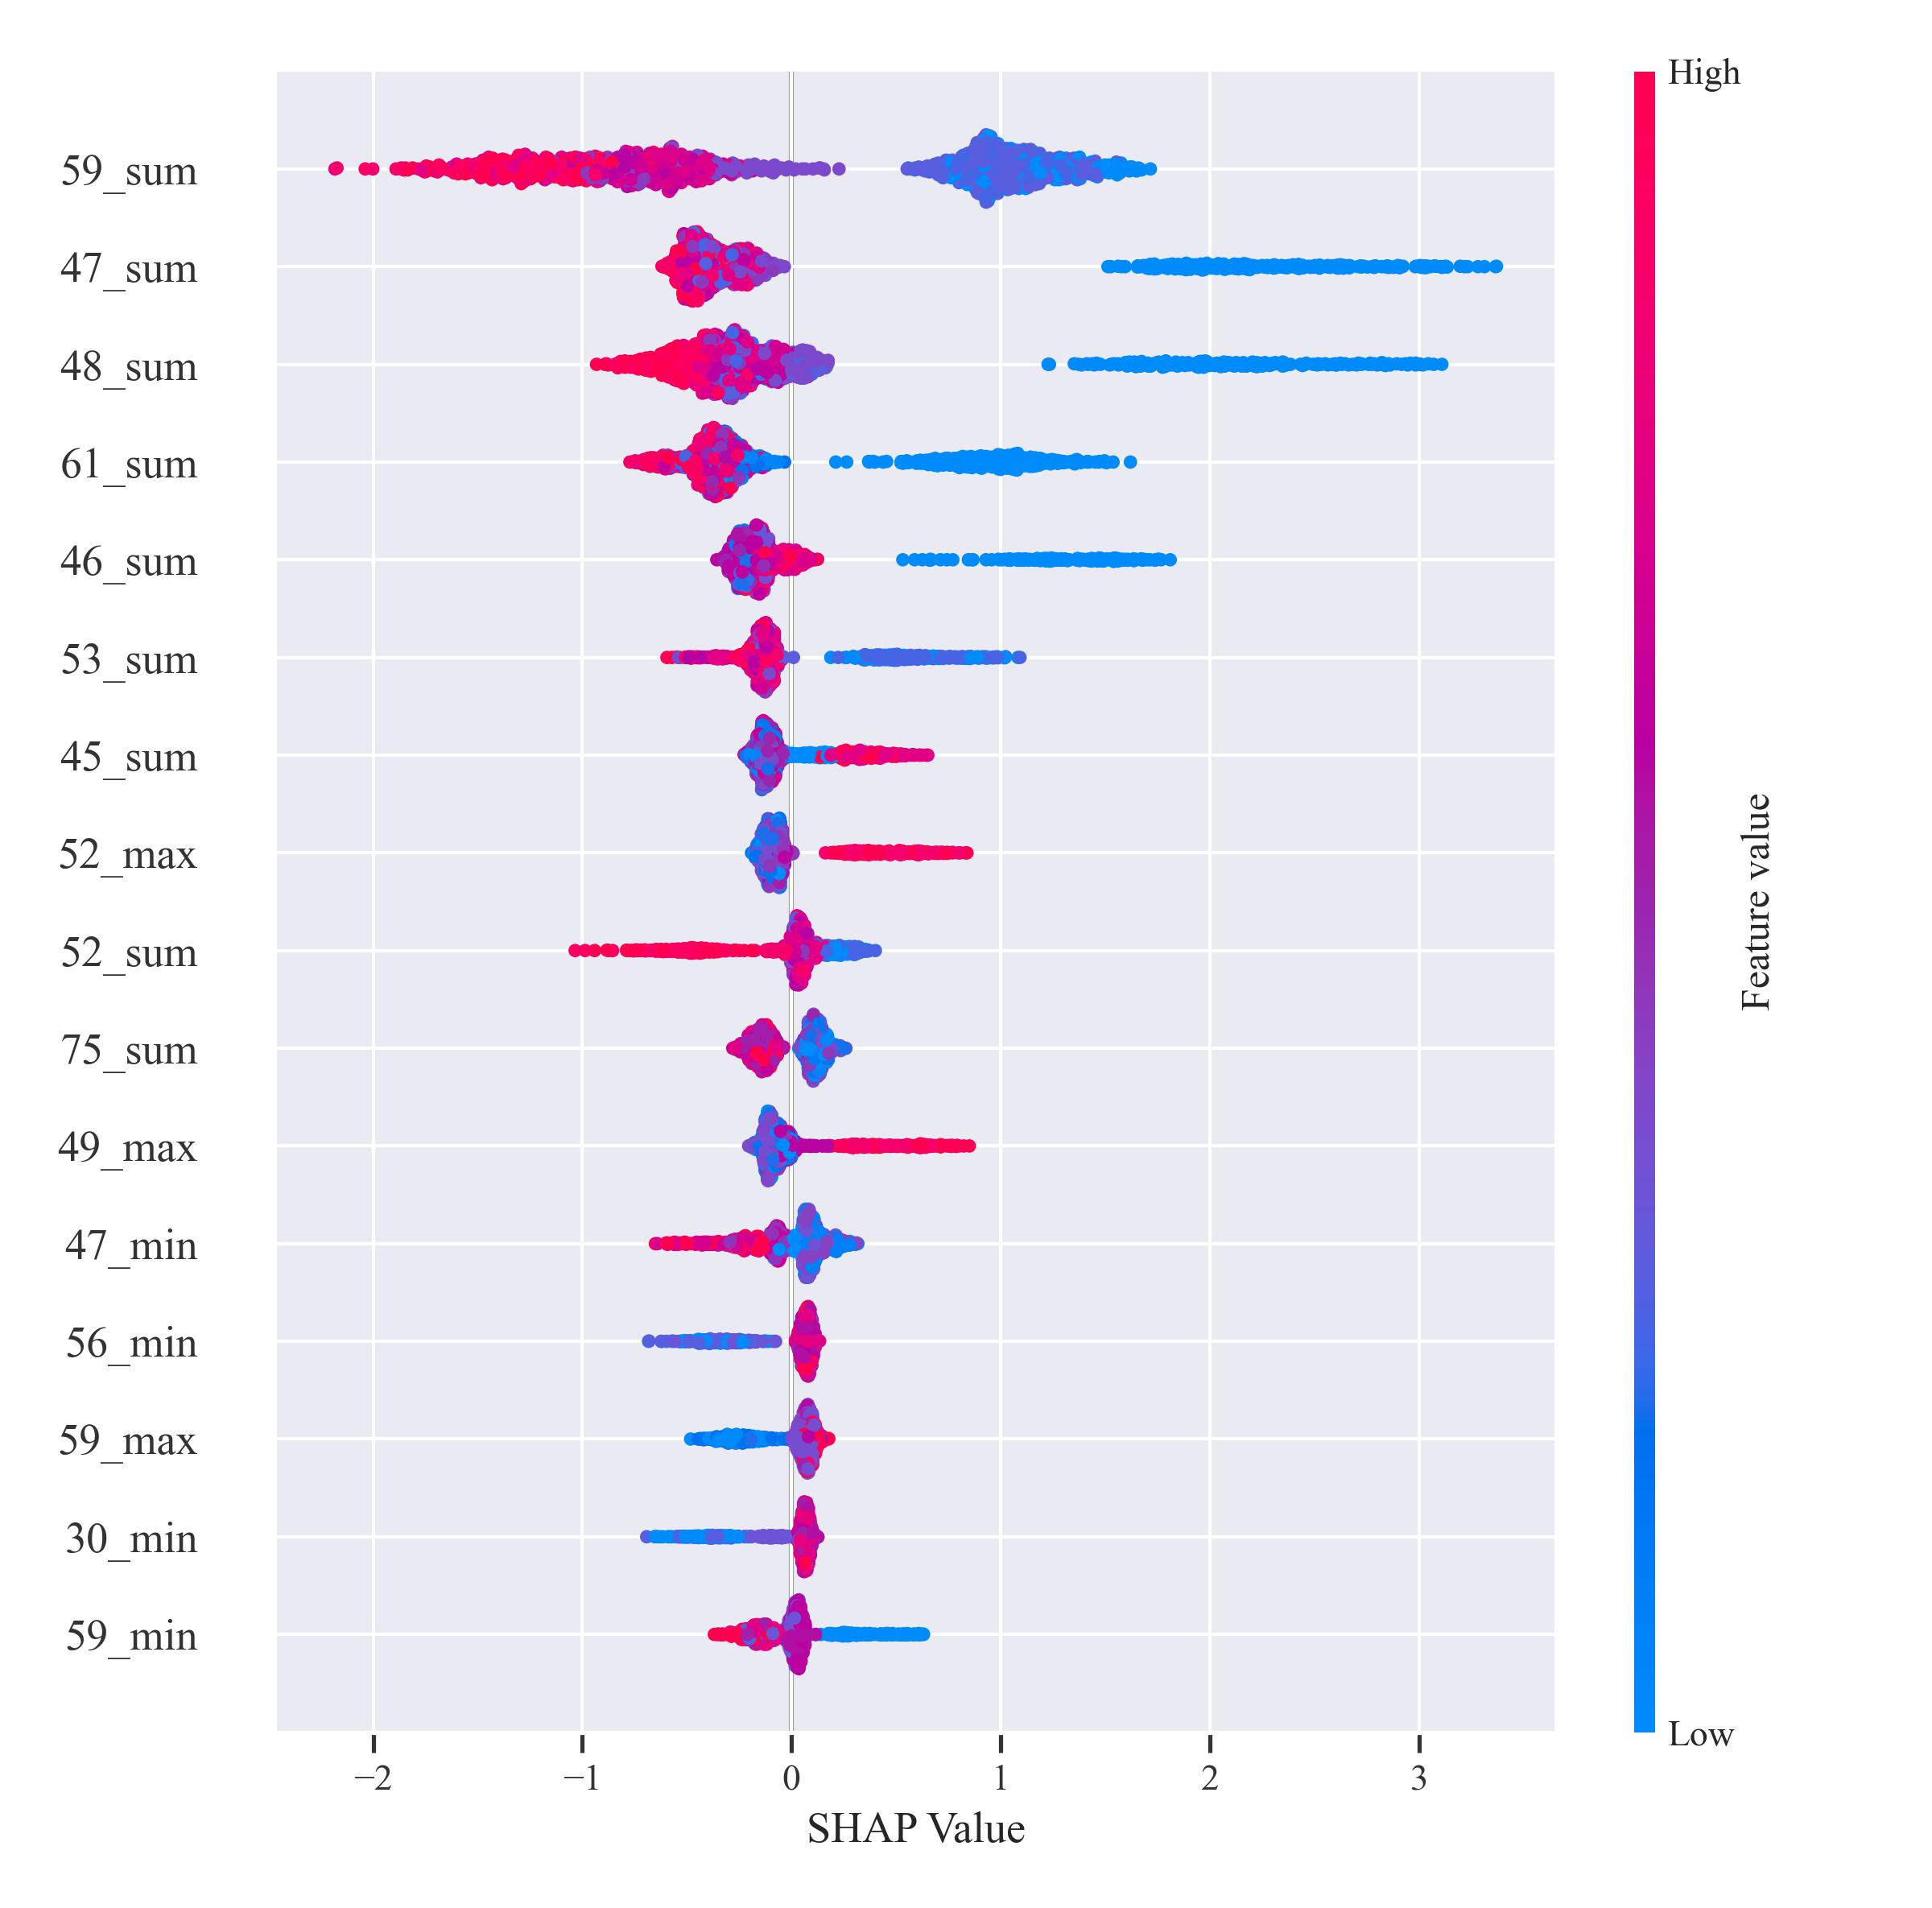 High
59_sum
47_sum
48_sum
61_sum
46_sum
53_sum
45_sum
52_max
52_sum
75_sum
49_max
47_min
56_min
59_max
30_min
59_min
Feature value
Low
−2 −1 0 1 2 3
SHAP Value